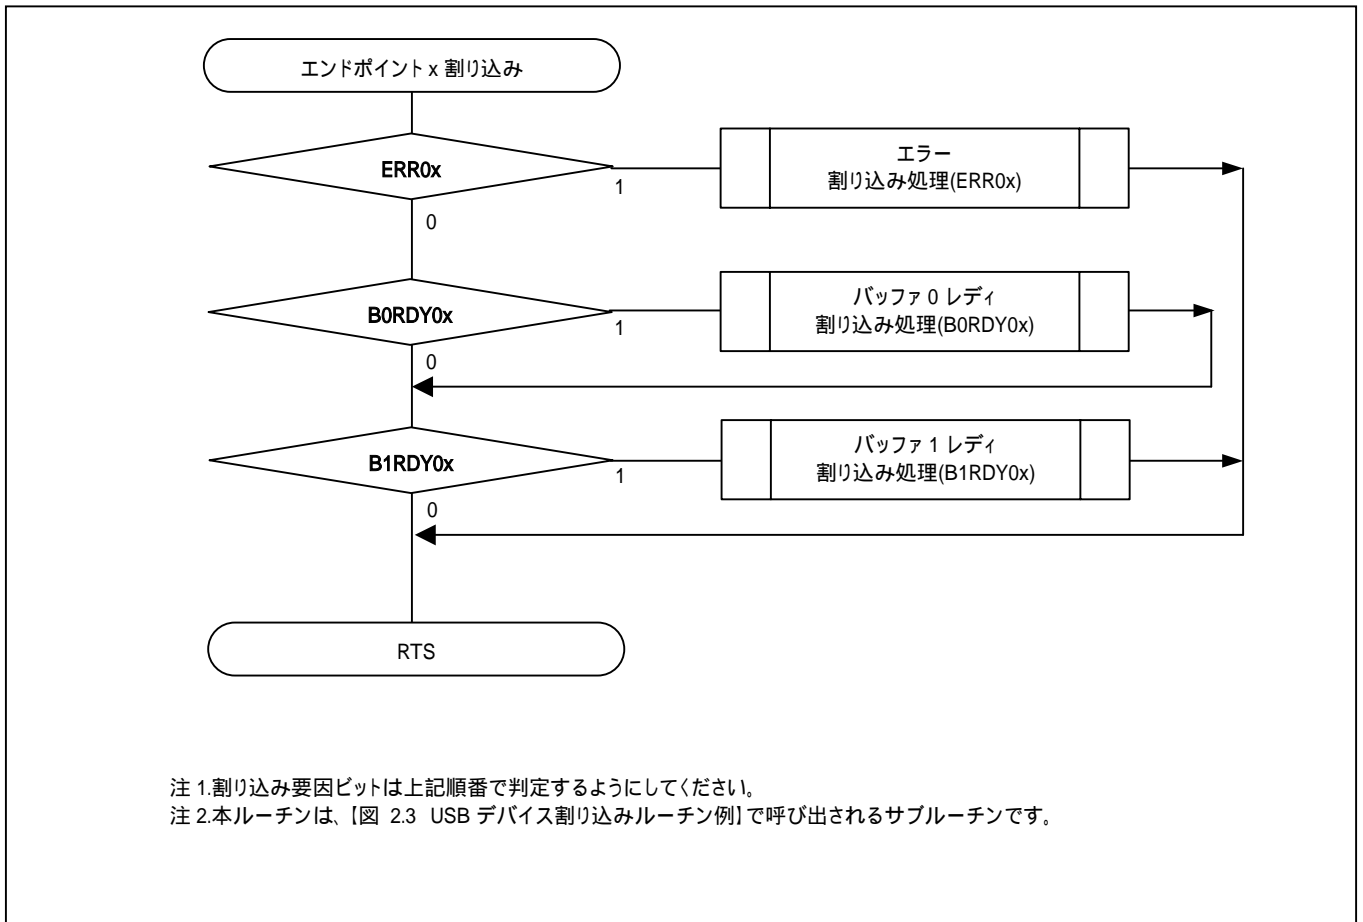 エンドポイント x 割り込み
ERR0x
1
エラー
割り込み処理(ERR0x)
0
B0RDY0x
1
バッファ 0 レディ
割り込み処理(B0RDY0x)
0
B1RDY0x
1
バッファ 1 レディ
割り込み処理(B1RDY0x)
0
RTS
注 1.割り込み要因ビットは上記順番で判定するようにしてください。
注 2.本ルーチンは、【図 2.3 USB デバイス割り込みルーチン例】で呼び出されるサブルーチンです。